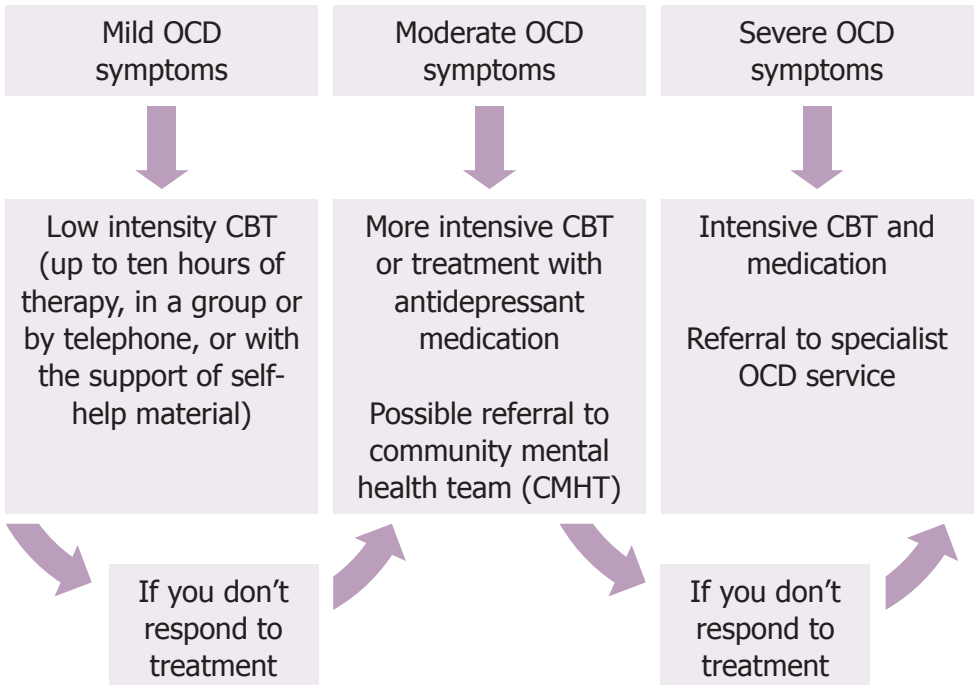 Mild OCD
symptoms
Moderate OCD
symptoms
Severe OCD
symptoms
Low intensity CBT
(up to ten hours of
therapy, in a group or
by telephone, or with
the support of self-
help material)
More intensive CBT
or treatment with
antidepressant
medication
Possible referral to
community mental
health team (CMHT)
Intensive CBT and
medication
Referral to specialist
OCD service
If you don’t
respond to
treatment
If you don’t
respond to
treatment